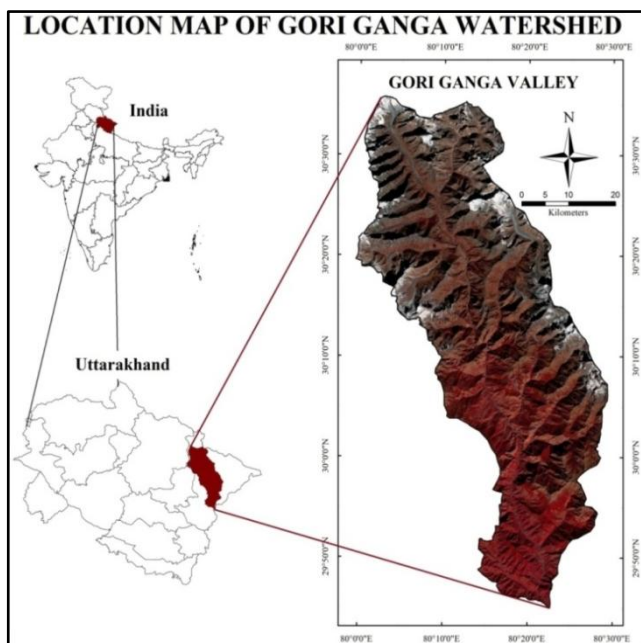 LOCATION MAP OF GORI GANGA WATERSHED
India
Uttarakhand
80°0'0"E 80°10'0"E 80°20'0"E 80°30'0"E
GORI GANGA VALLEY
N
0 5 10 20
Kilometers
30°30'0"N
30°20'0"N
30°10'0"N
30°0'0"N
29°50'0"N
30°30'0"N
30°20'0"N
30°10'0"N
30°0'0"N
29°50'0"N
80°0'0"E 80°10'0"E 80°20'0"E 80°30'0"E